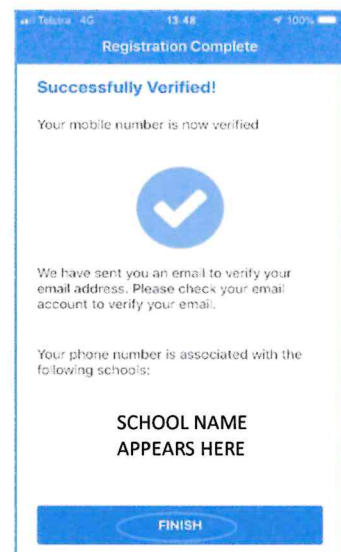 Telstra 4G 13:48 100%
Registration Complete
Successfully Verified!
Your mobile number is now verified
We have sent you an email to verify your
email address. Please check your email
account to verify your email.
Your phone number is associated with the
following schools:
SCHOOL NAME
APPEARS HERE
FINISH